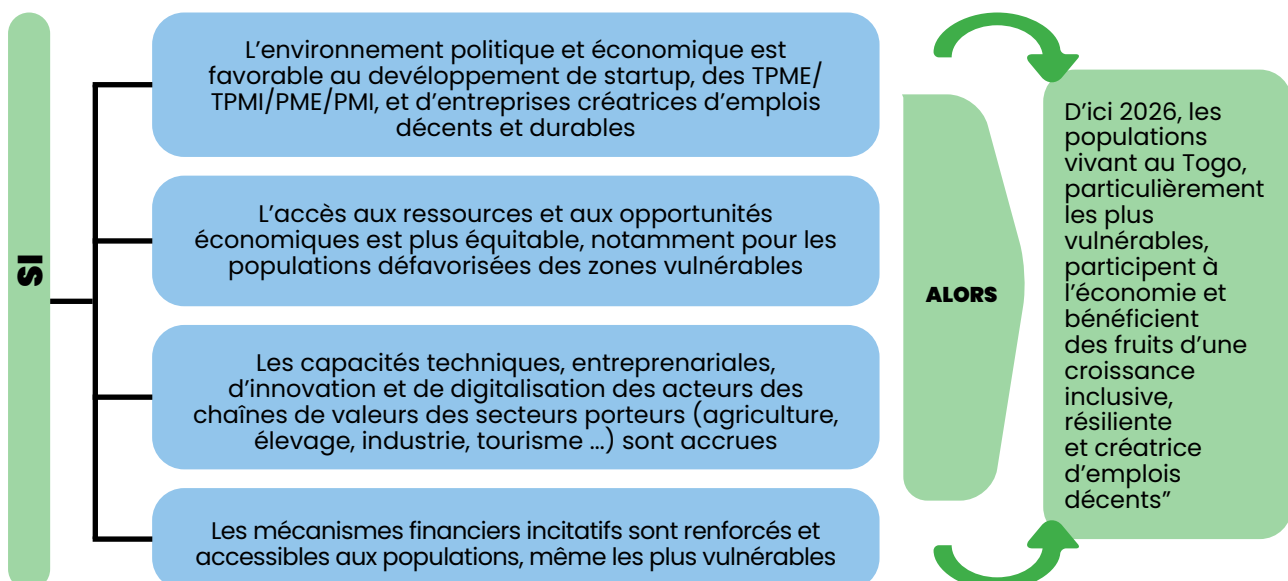 SI
L’environnement politique et économique est
favorable au devéloppement de startup, des TPME/
TPMI/PME/PMI, et d’entreprises créatrices d’emplois
décents et durables
L’accès aux ressources et aux opportunités
économiques est plus équitable, notamment pour les
populations défavorisées des zones vulnérables
Les capacités techniques, entreprenariales,
d’innovation et de digitalisation des acteurs des
chaînes de valeurs des secteurs porteurs (agriculture,
élevage, industrie, tourisme ...) sont accrues
Les mécanismes financiers incitatifs sont renforcés et
accessibles aux populations, même les plus vulnérables
ALORS
D’ici 2026, les
populations
vivant au Togo,
particulièrement
les plus
vulnérables,
participent à
l’économie et
bénéficient
des fruits d’une
croissance
inclusive,
résiliente
et créatrice
d’emplois
décents”